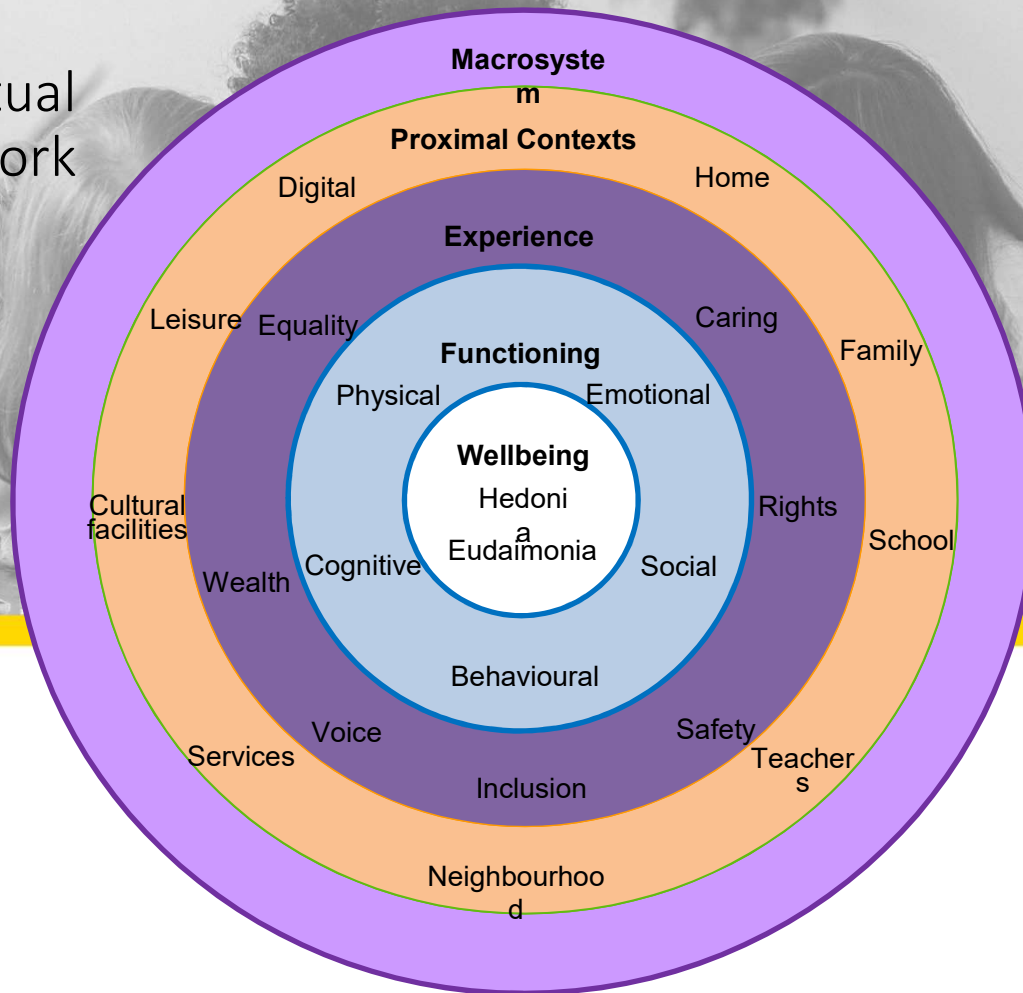 tual
ork
Macrosyste
m
Proximal Contexts
Digital
Home
Experience
Leisure
Equality
Caring
Functioning
Family
Physical
Emotional
Wellbeing
Hedoni
a
Eudaimonia
Cultural
facilities
Rights
School
Wealth
Cognitive
Social
Behavioural
Voice
Safety
Services
Teacher
s
Inclusion
Neighbourhoo
d